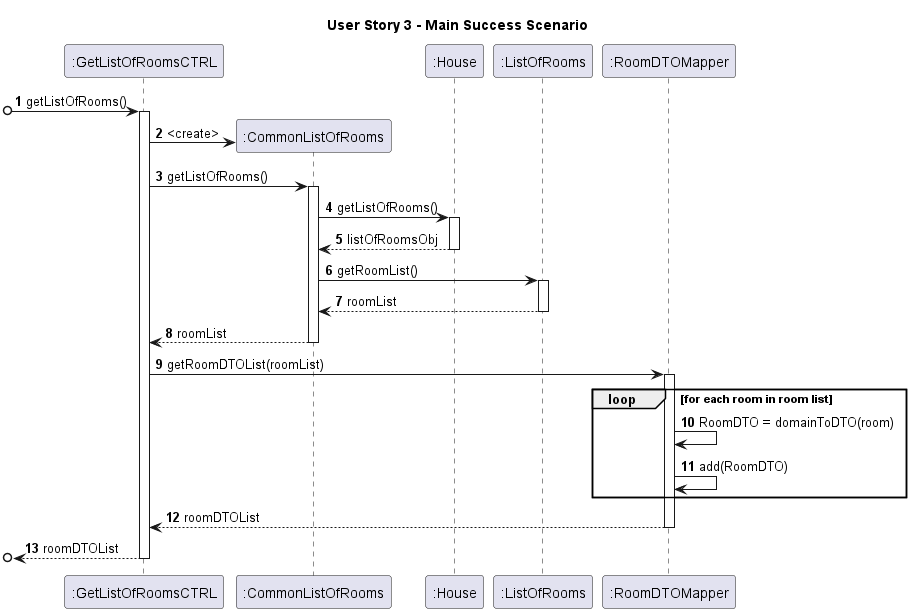 User Story 3 - Main Success Scenario
:GetListOfRoomsCTRL :House :ListOfRooms :RoomDTOMapper
1 getListOfRooms()
2 <create>
:CommonListOfRooms
3 getListOfRooms()
4 getListOfRooms()
5 listOfRoomsObj
6 getRoomList()
7 roomList
8 roomList
9 getRoomDTOList(roomList)
loop [for each room in room list]
10 RoomDTO = domainToDTO(room)
11 add(RoomDTO)
12 roomDTOList
13 roomDTOList
:GetListOfRoomsCTRL :CommonListOfRooms :House :ListOfRooms :RoomDTOMapper